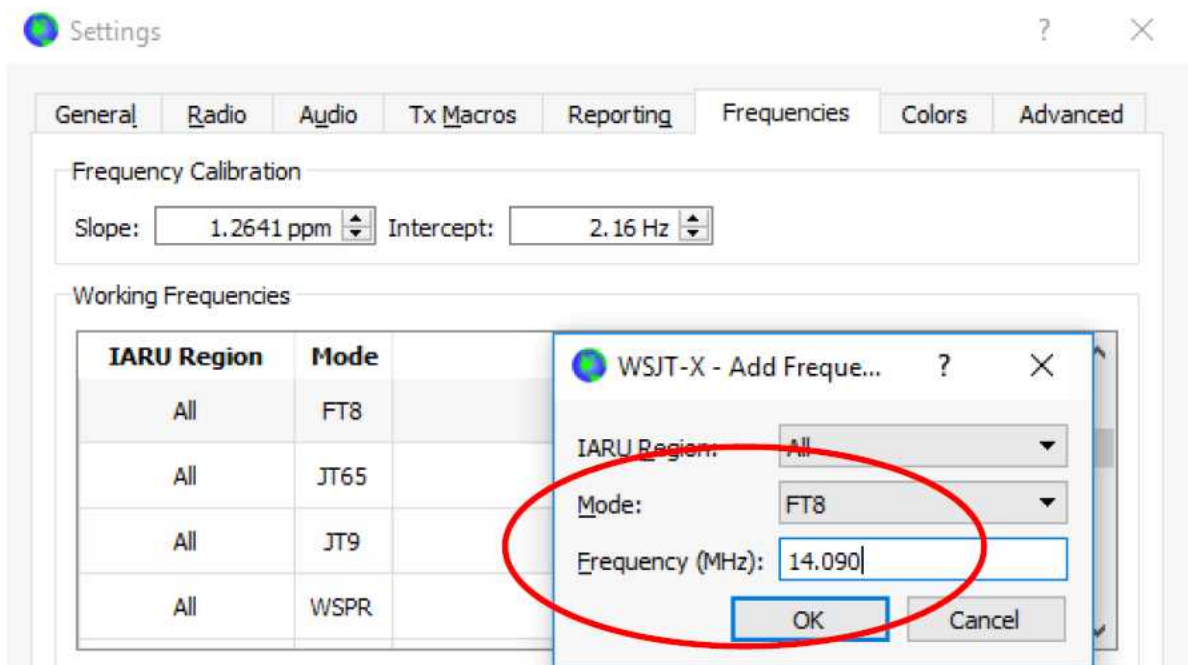 Settings
General Radio Audio Tx Macros Reporting Frequencies Colors Advanced
Frequency Calibration
Slope: 1.2641 ppm Intercept: 2.16 Hz
Working Frequencies
IARU Region Mode
All FT8
All JT65
All JT9
All WSPR
WSJT-X - Add Freque... ?
IARU Region: All
Mode: FT8
Frequency (MHz): 14.090
OK Cancel